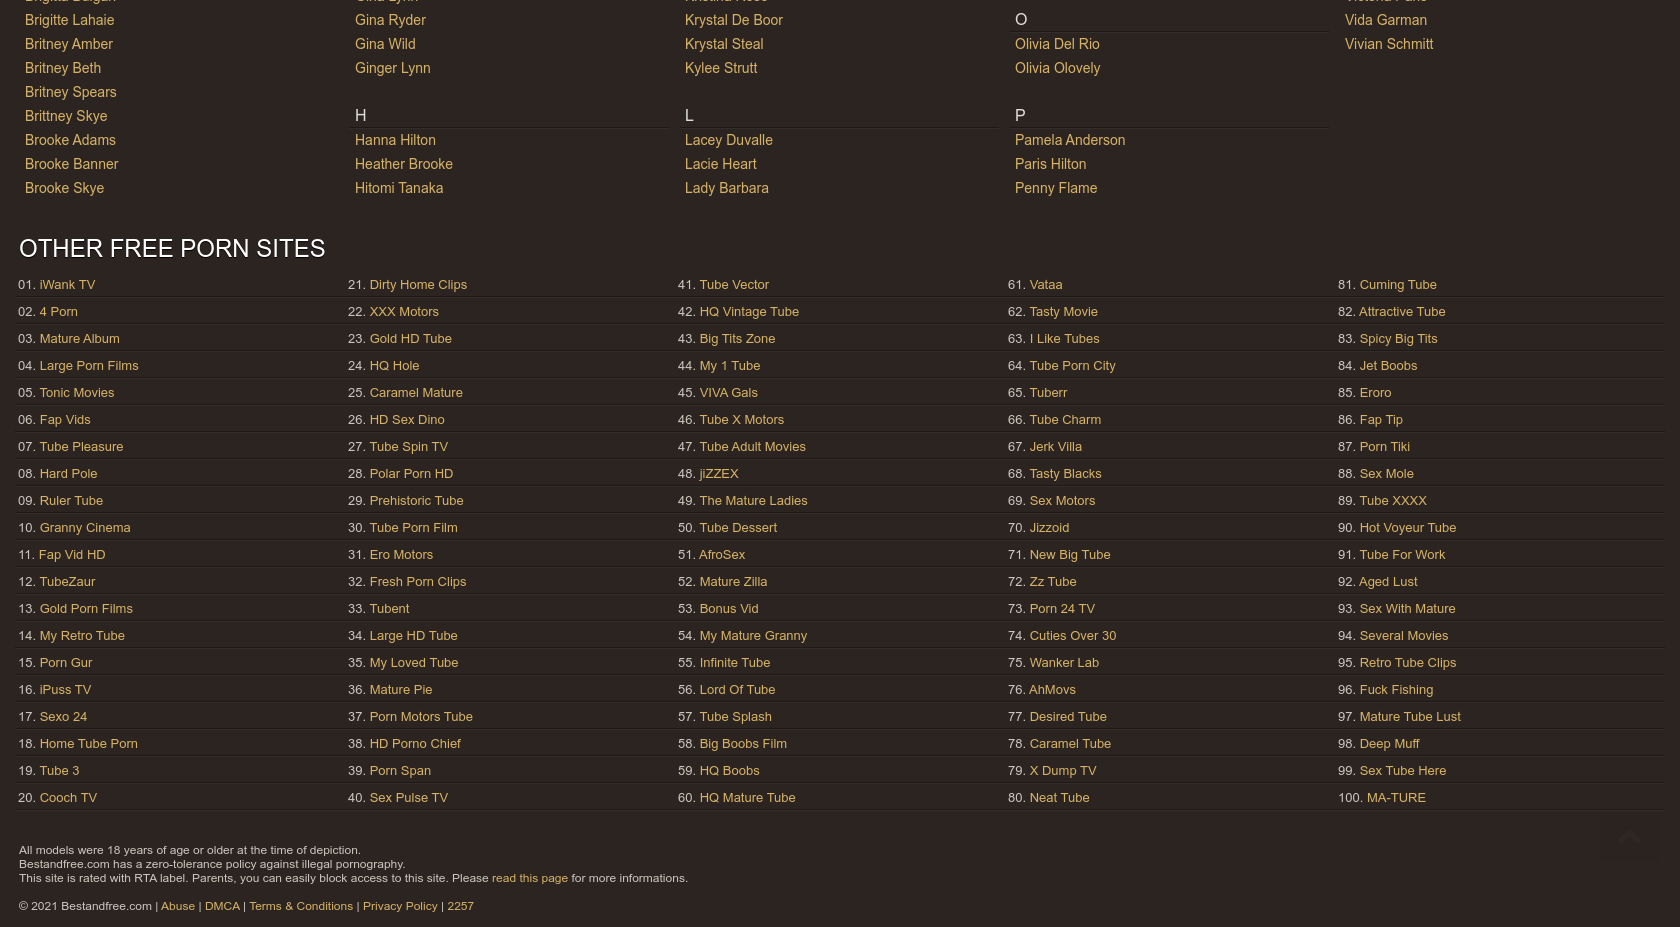 Brigitte Lahaie
Britney Amber
Britney Beth
Britney Spears
Brittney Skye
Brooke Adams
Brooke Banner
Brooke Skye
Gina Ryder
Gina Wild
Ginger Lynn
H
Hanna Hilton
Heather Brooke
Hitomi Tanaka
Krystal De Boor
Krystal Steal
Kylee Strutt
L
Lacey Duvalle
Lacie Heart
Lady Barbara
O
Olivia Del Rio
Olivia Olovely
P
Pamela Anderson
Paris Hilton
Penny Flame
Vida Garman
Vivian Schmitt
OTHER FREE PORN SITES
01. iWank TV
02. 4 Porn
03. Mature Album
04. Large Porn Films
05. Tonic Movies
06. Fap Vids
07. Tube Pleasure
08. Hard Pole
09. Ruler Tube
10. Granny Cinema
11. Fap Vid HD
12. TubeZaur
13. Gold Porn Films
14. My Retro Tube
15. Porn Gur
16. iPuss TV
17. Sexo 24
18. Home Tube Porn
19. Tube 3
20. Cooch TV
21. Dirty Home Clips
22. XXX Motors
23. Gold HD Tube
24. HQ Hole
25. Caramel Mature
26. HD Sex Dino
27. Tube Spin TV
28. Polar Porn HD
29. Prehistoric Tube
30. Tube Porn Film
31. Ero Motors
32. Fresh Porn Clips
33. Tubent
34. Large HD Tube
35. My Loved Tube
36. Mature Pie
37. Porn Motors Tube
38. HD Porno Chief
39. Porn Span
40. Sex Pulse TV
41. Tube Vector
42. HQ Vintage Tube
43. Big Tits Zone
44. My 1 Tube
45. VIVA Gals
46. Tube X Motors
47. Tube Adult Movies
48. jiZZEX
49. The Mature Ladies
50. Tube Dessert
51. AfroSex
52. Mature Zilla
53. Bonus Vid
54. My Mature Granny
55. Infinite Tube
56. Lord Of Tube
57. Tube Splash
58. Big Boobs Film
59. HQ Boobs
60. HQ Mature Tube
61. Vataa
62. Tasty Movie
63. I Like Tubes
64. Tube Porn City
65. Tuberr
66. Tube Charm
67. Jerk Villa
68. Tasty Blacks
69. Sex Motors
70. Jizzoid
71. New Big Tube
72. Zz Tube
73. Porn 24 TV
74. Cuties Over 30
75. Wanker Lab
76. AhMovs
77. Desired Tube
78. Caramel Tube
79. X Dump TV
80. Neat Tube
81. Cuming Tube
82. Attractive Tube
83. Spicy Big Tits
84. Jet Boobs
85. Eroro
86. Fap Tip
87. Porn Tiki
88. Sex Mole
89. Tube XXXX
90. Hot Voyeur Tube
91. Tube For Work
92. Aged Lust
93. Sex With Mature
94. Several Movies
95. Retro Tube Clips
96. Fuck Fishing
97. Mature Tube Lust
98. Deep Muff
99. Sex Tube Here
100. MA-TURE
All models were 18 years of age or older at the time of depiction.
Bestandfree.com has a zero-tolerance policy against illegal pornography.
This site is rated with RTA label. Parents, you can easily block access to this site. Please read this page for more informations.
© 2021 Bestandfree.com | Abuse | DMCA | Terms & Conditions | Privacy Policy | 2257